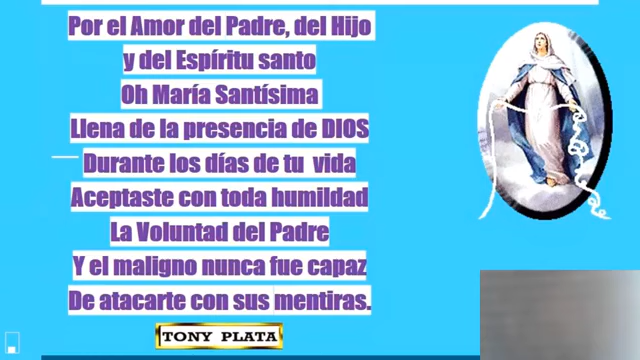 Por el Amor del Padre, del Hijo
y del Espíritu santo
Oh María Santísima
Llena de la presencia de DIOS
Durante los días de tu vida
Aceptaste con toda humildad
La Voluntad del Padre
Y el maligno nunca fue capaz
De atacarte con sus mentiras.
TONY PLATA